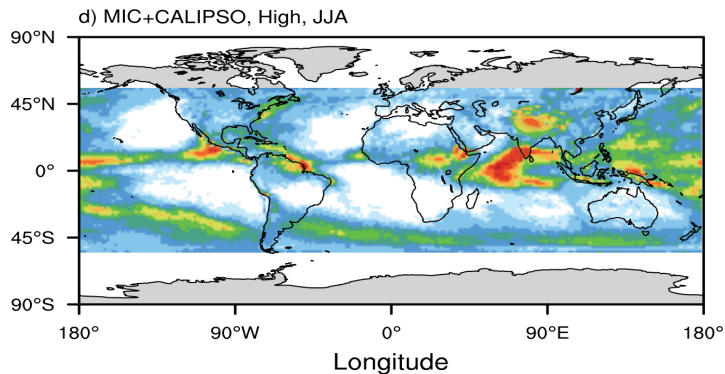 d) MIC+CALIPSO, High, JJA
90°N
45°N
0°
45°S
90°S
180° 90°W 0° 90°E 180°
Longitude